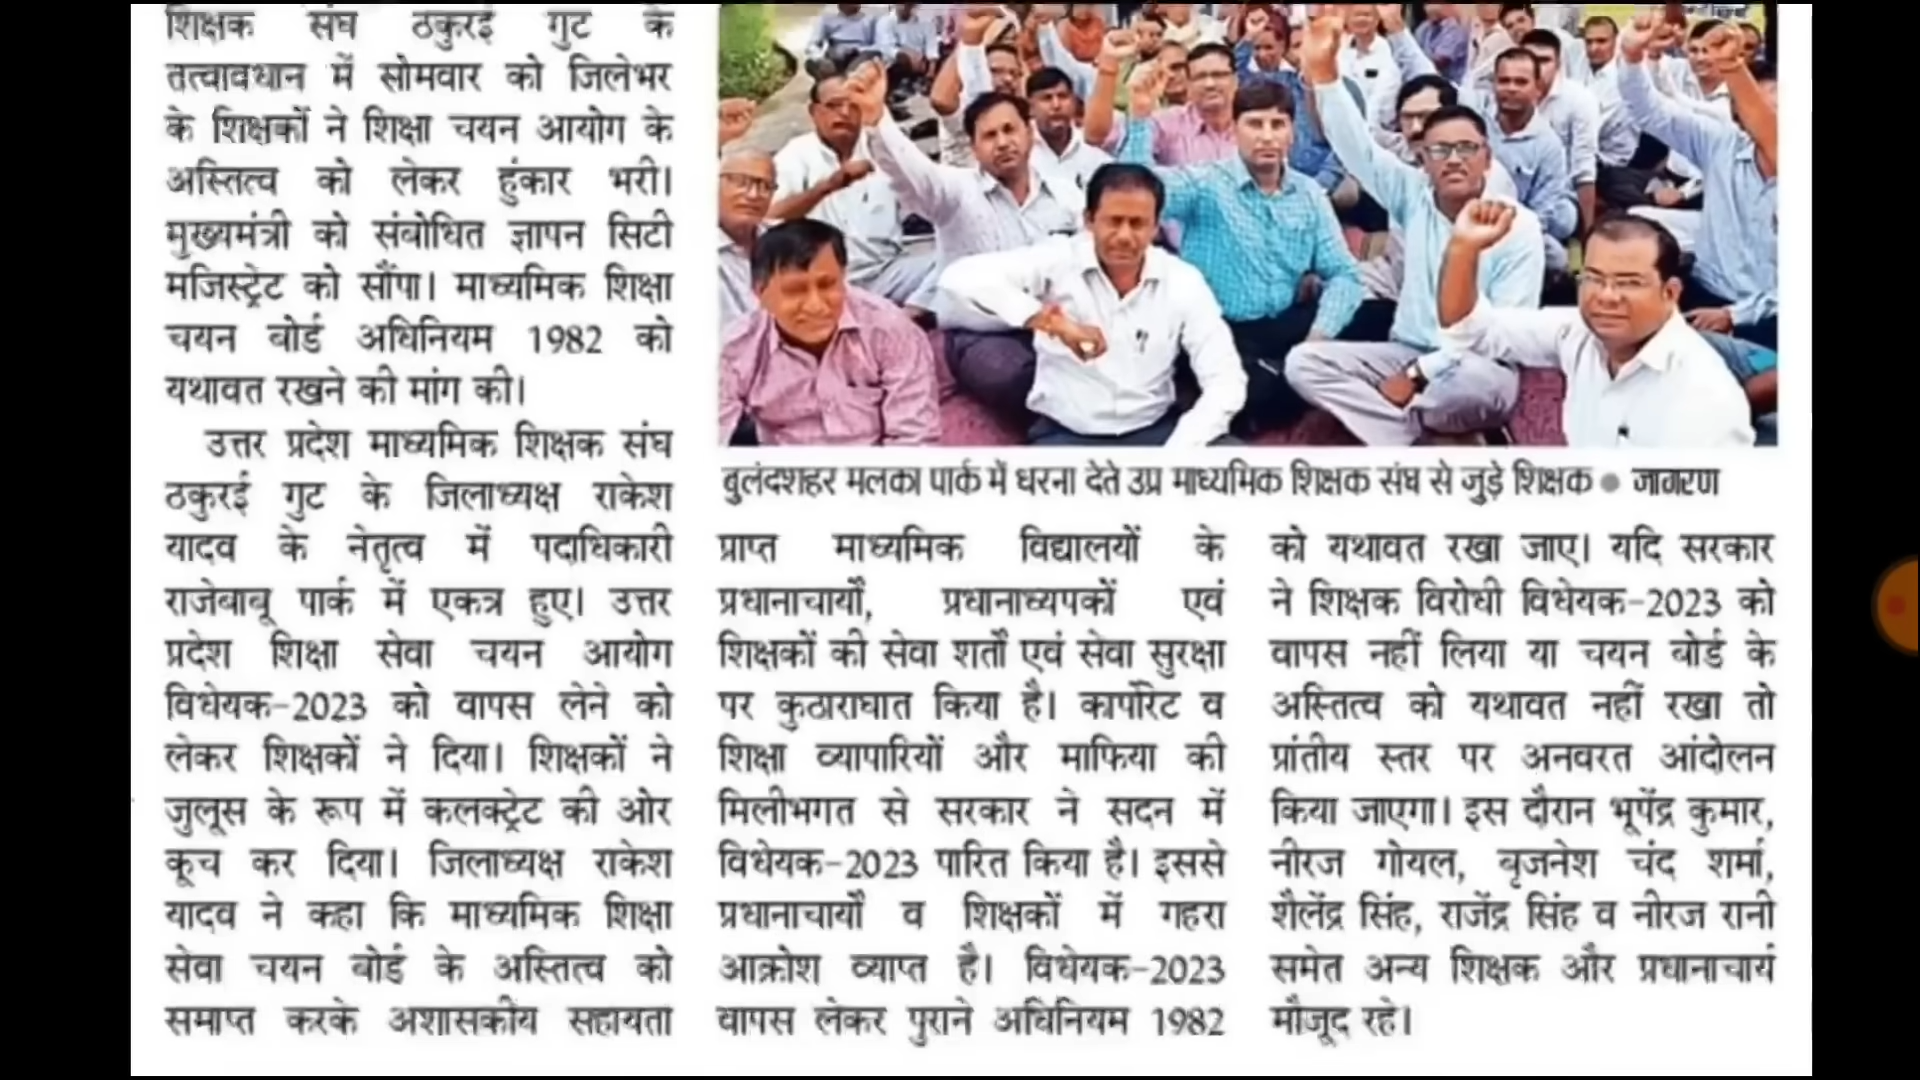 शिक्षक संघ ठकुरई गुट के
तत्वावधान में सोमवार को जिलेभर
के शिक्षकों ने शिक्षा चयन आयोग के
अस्तित्व को लेकर हुंकार भरी।
मुख्यमंत्री को संबोधित ज्ञापन सिटी
मजिस्ट्रेट को सौंपा। माध्यमिक शिक्षा
चयन बोर्ड अधिनियम 1982 को
यथावत रखने की मांग की।
उत्तर प्रदेश माध्यमिक शिक्षक संघ
ठकुरई गुट के जिलाध्यक्ष राकेश
यादव के नेतृत्व में पदाधिकारी
राजेबाबू पार्क में एकत्र हुए। उत्तर
प्रदेश शिक्षा सेवा चयन आयोग
विधेयक-2023 को वापस लेने को
लेकर शिक्षकों ने दिया। शिक्षकों ने
जुलूस के रूप में कलक्ट्रेट की ओर
कूच कर दिया। जिलाध्यक्ष राकेश
यादव ने कहा कि माध्यमिक शिक्षा
सेवा चयन बोर्ड के अस्तित्व को
समाप्त करके अशासकीय सहायता
बुलंदशहर मलका पार्क में धरना देते उप्र माध्यमिक शिक्षक संघ से जुड़े शिक्षक ● जागरण
प्राप्त माध्यमिक विद्यालयों के
प्रधानाचार्यों, प्रधानाध्यपकों एवं
शिक्षकों की सेवा शर्तों एवं सेवा सुरक्षा
पर कुठाराघात किया है। कार्पोरेट व
शिक्षा व्यापारियों और माफिया की
मिलीभगत से सरकार ने सदन में
विधेयक-2023 पारित किया है। इससे
प्रधानाचार्यों व शिक्षकों में गहरा
आक्रोश व्याप्त है। विधेयक-2023
वापस लेकर पुराने अधिनियम 1982
को यथावत रखा जाए। यदि सरकार
ने शिक्षक विरोधी विधेयक-2023 को
वापस नहीं लिया या चयन बोर्ड के
अस्तित्व को यथावत नहीं रखा तो
प्रांतीय स्तर पर अनवरत आंदोलन
किया जाएगा। इस दौरान भूपेंद्र कुमार,
नीरज गोयल, बृजनेश चंद शर्मा,
शैलेंद्र सिंह, राजेंद्र सिंह व नीरज रानी
समेत अन्य शिक्षक और प्रधानाचार्य
मौजूद रहे।